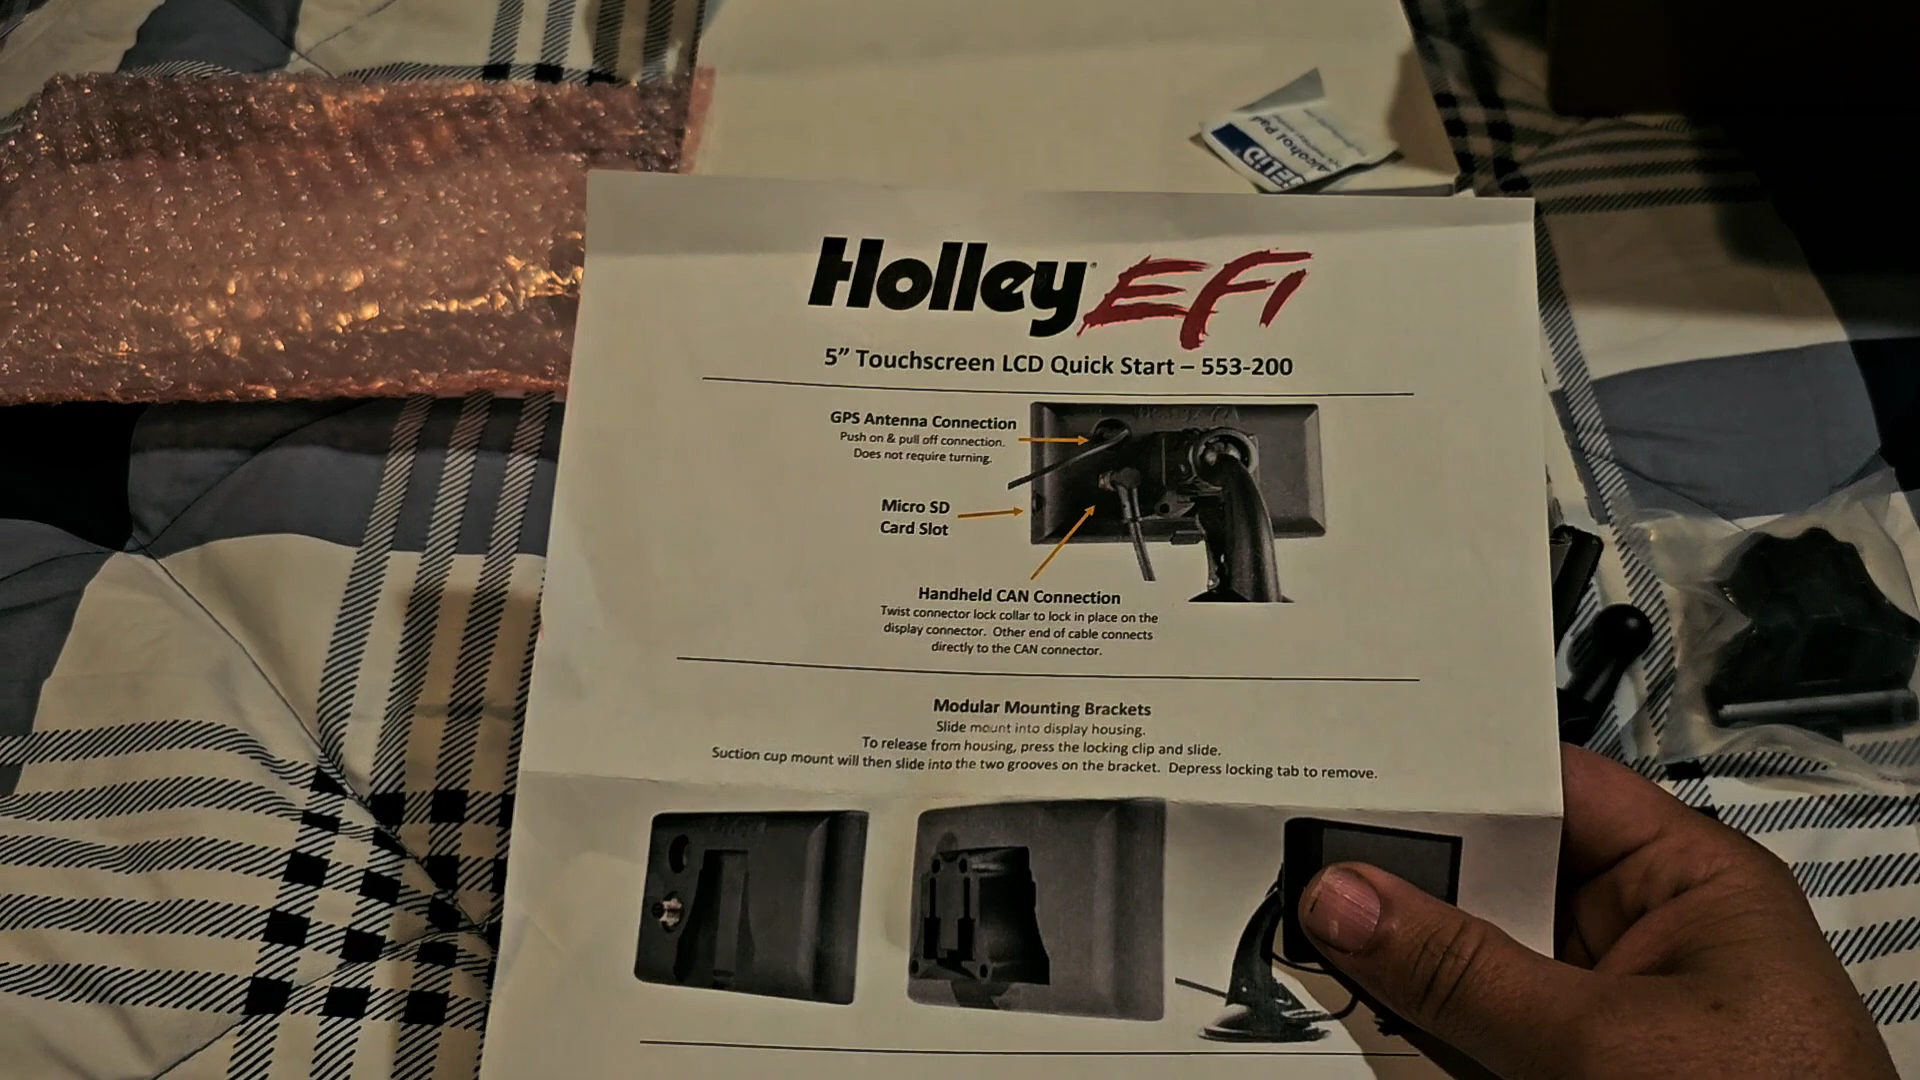 Alcohol Pad
Holley EFI
5” Touchscreen LCD Quick Start – 553-200
GPS Antenna Connection
Push on & pull off connection.
Does not require turning.
Micro SD
Card Slot
Handheld CAN Connection
Twist connector lock collar to lock in place on the
display connector. Other end of cable connects
directly to the CAN connector.
Modular Mounting Brackets
Slide mount into display housing.
To release from housing, press the locking clip and slide.
Suction cup mount will then slide into the two grooves on the bracket. Depress locking tab to remove.